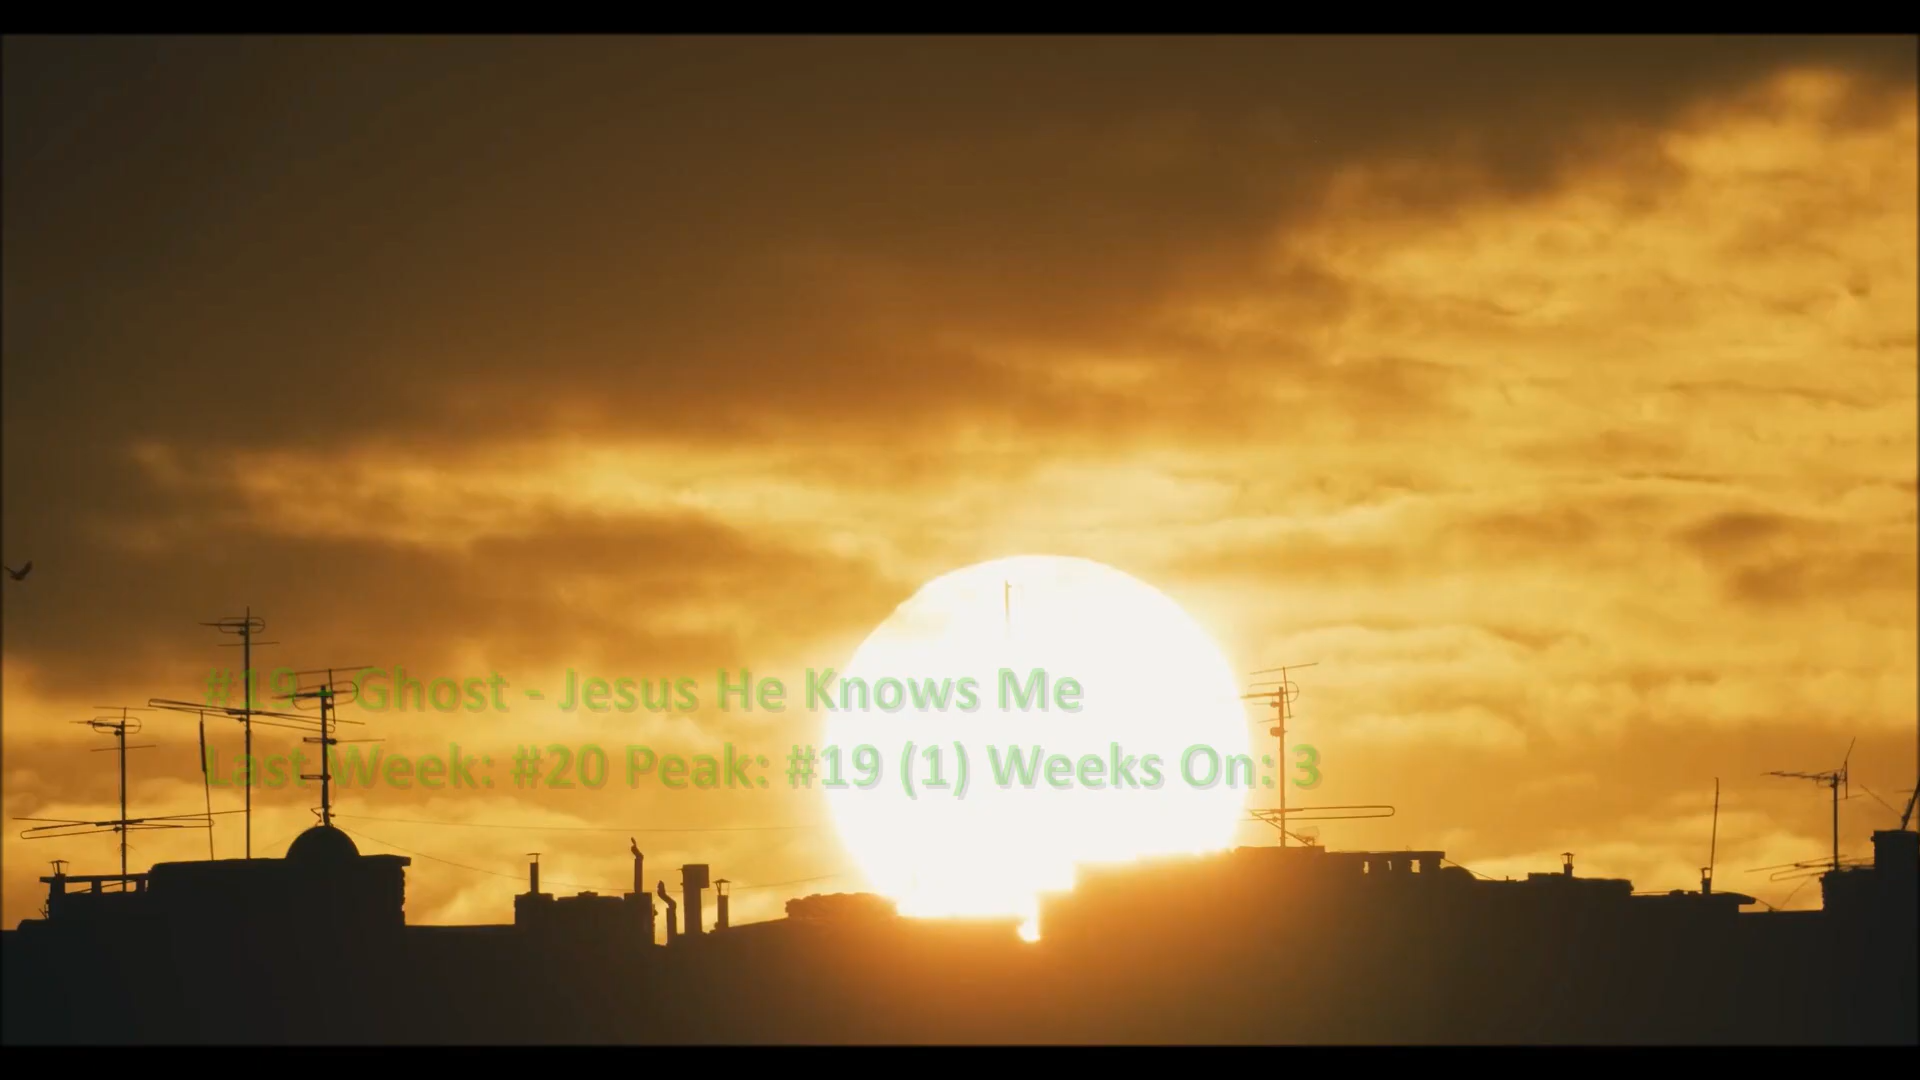 #19 - Ghost - Jesus He Knows Me
Last Week: #20 Peak: #19 (1) Weeks On: 3